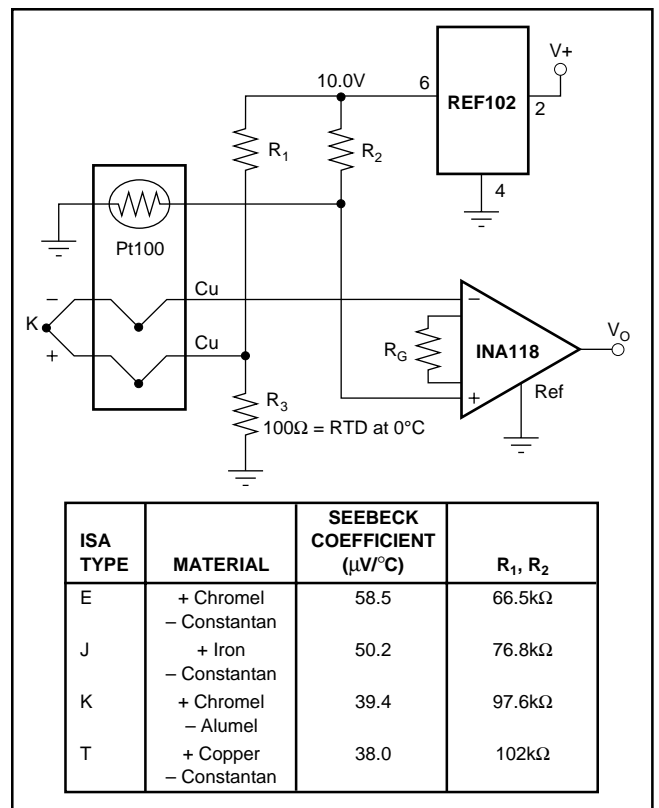 V+
10.0V
6
REF102
2
R1
R2
4
Pt100
Cu
–
–
K
Cu
+
RG
INA118
VO
Ref
+
R3
100Ω = RTD at 0°C
ISA TYPE
MATERIAL
SEEBECK COEFFICIENT (µV/°C)
R1, R2
E
+ Chromel
– Constantan
58.5
66.5kΩ
J
+ Iron
– Constantan
50.2
76.8kΩ
K
+ Chromel
– Alumel
39.4
97.6kΩ
T
+ Copper
– Constantan
38.0
102kΩ